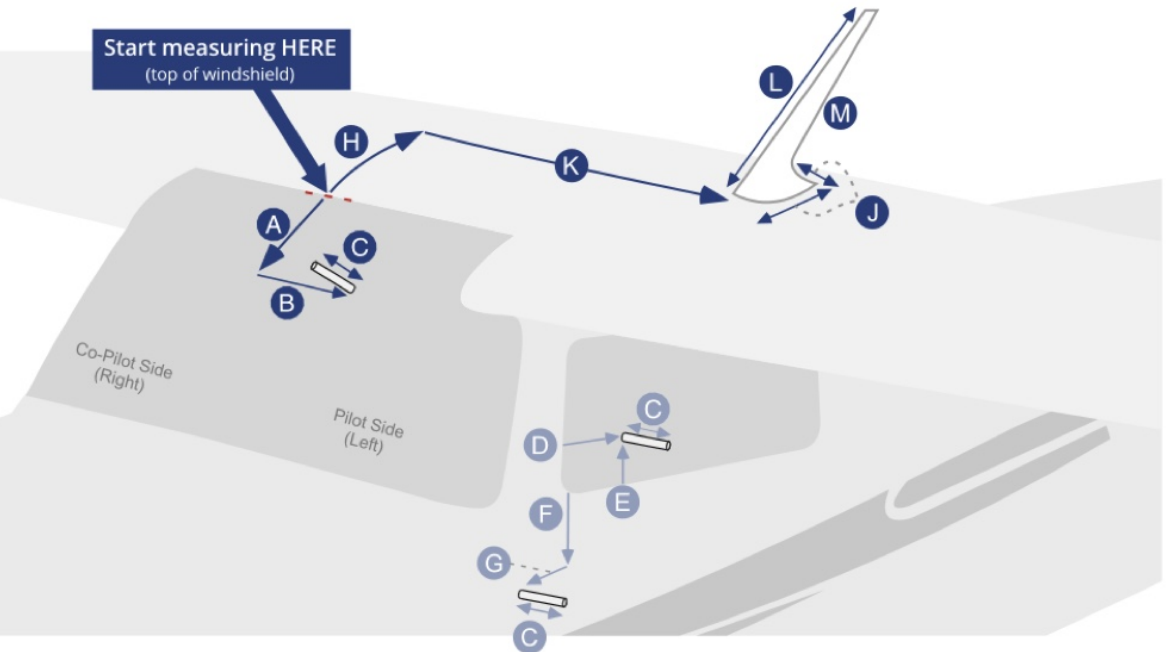 Start measuring HERE
(top of windshield)
L
M
H
K
J
A
C
B
Co-Pilot Side
(Right)
Pilot Side
(Left)
C
D
E
F
G
C